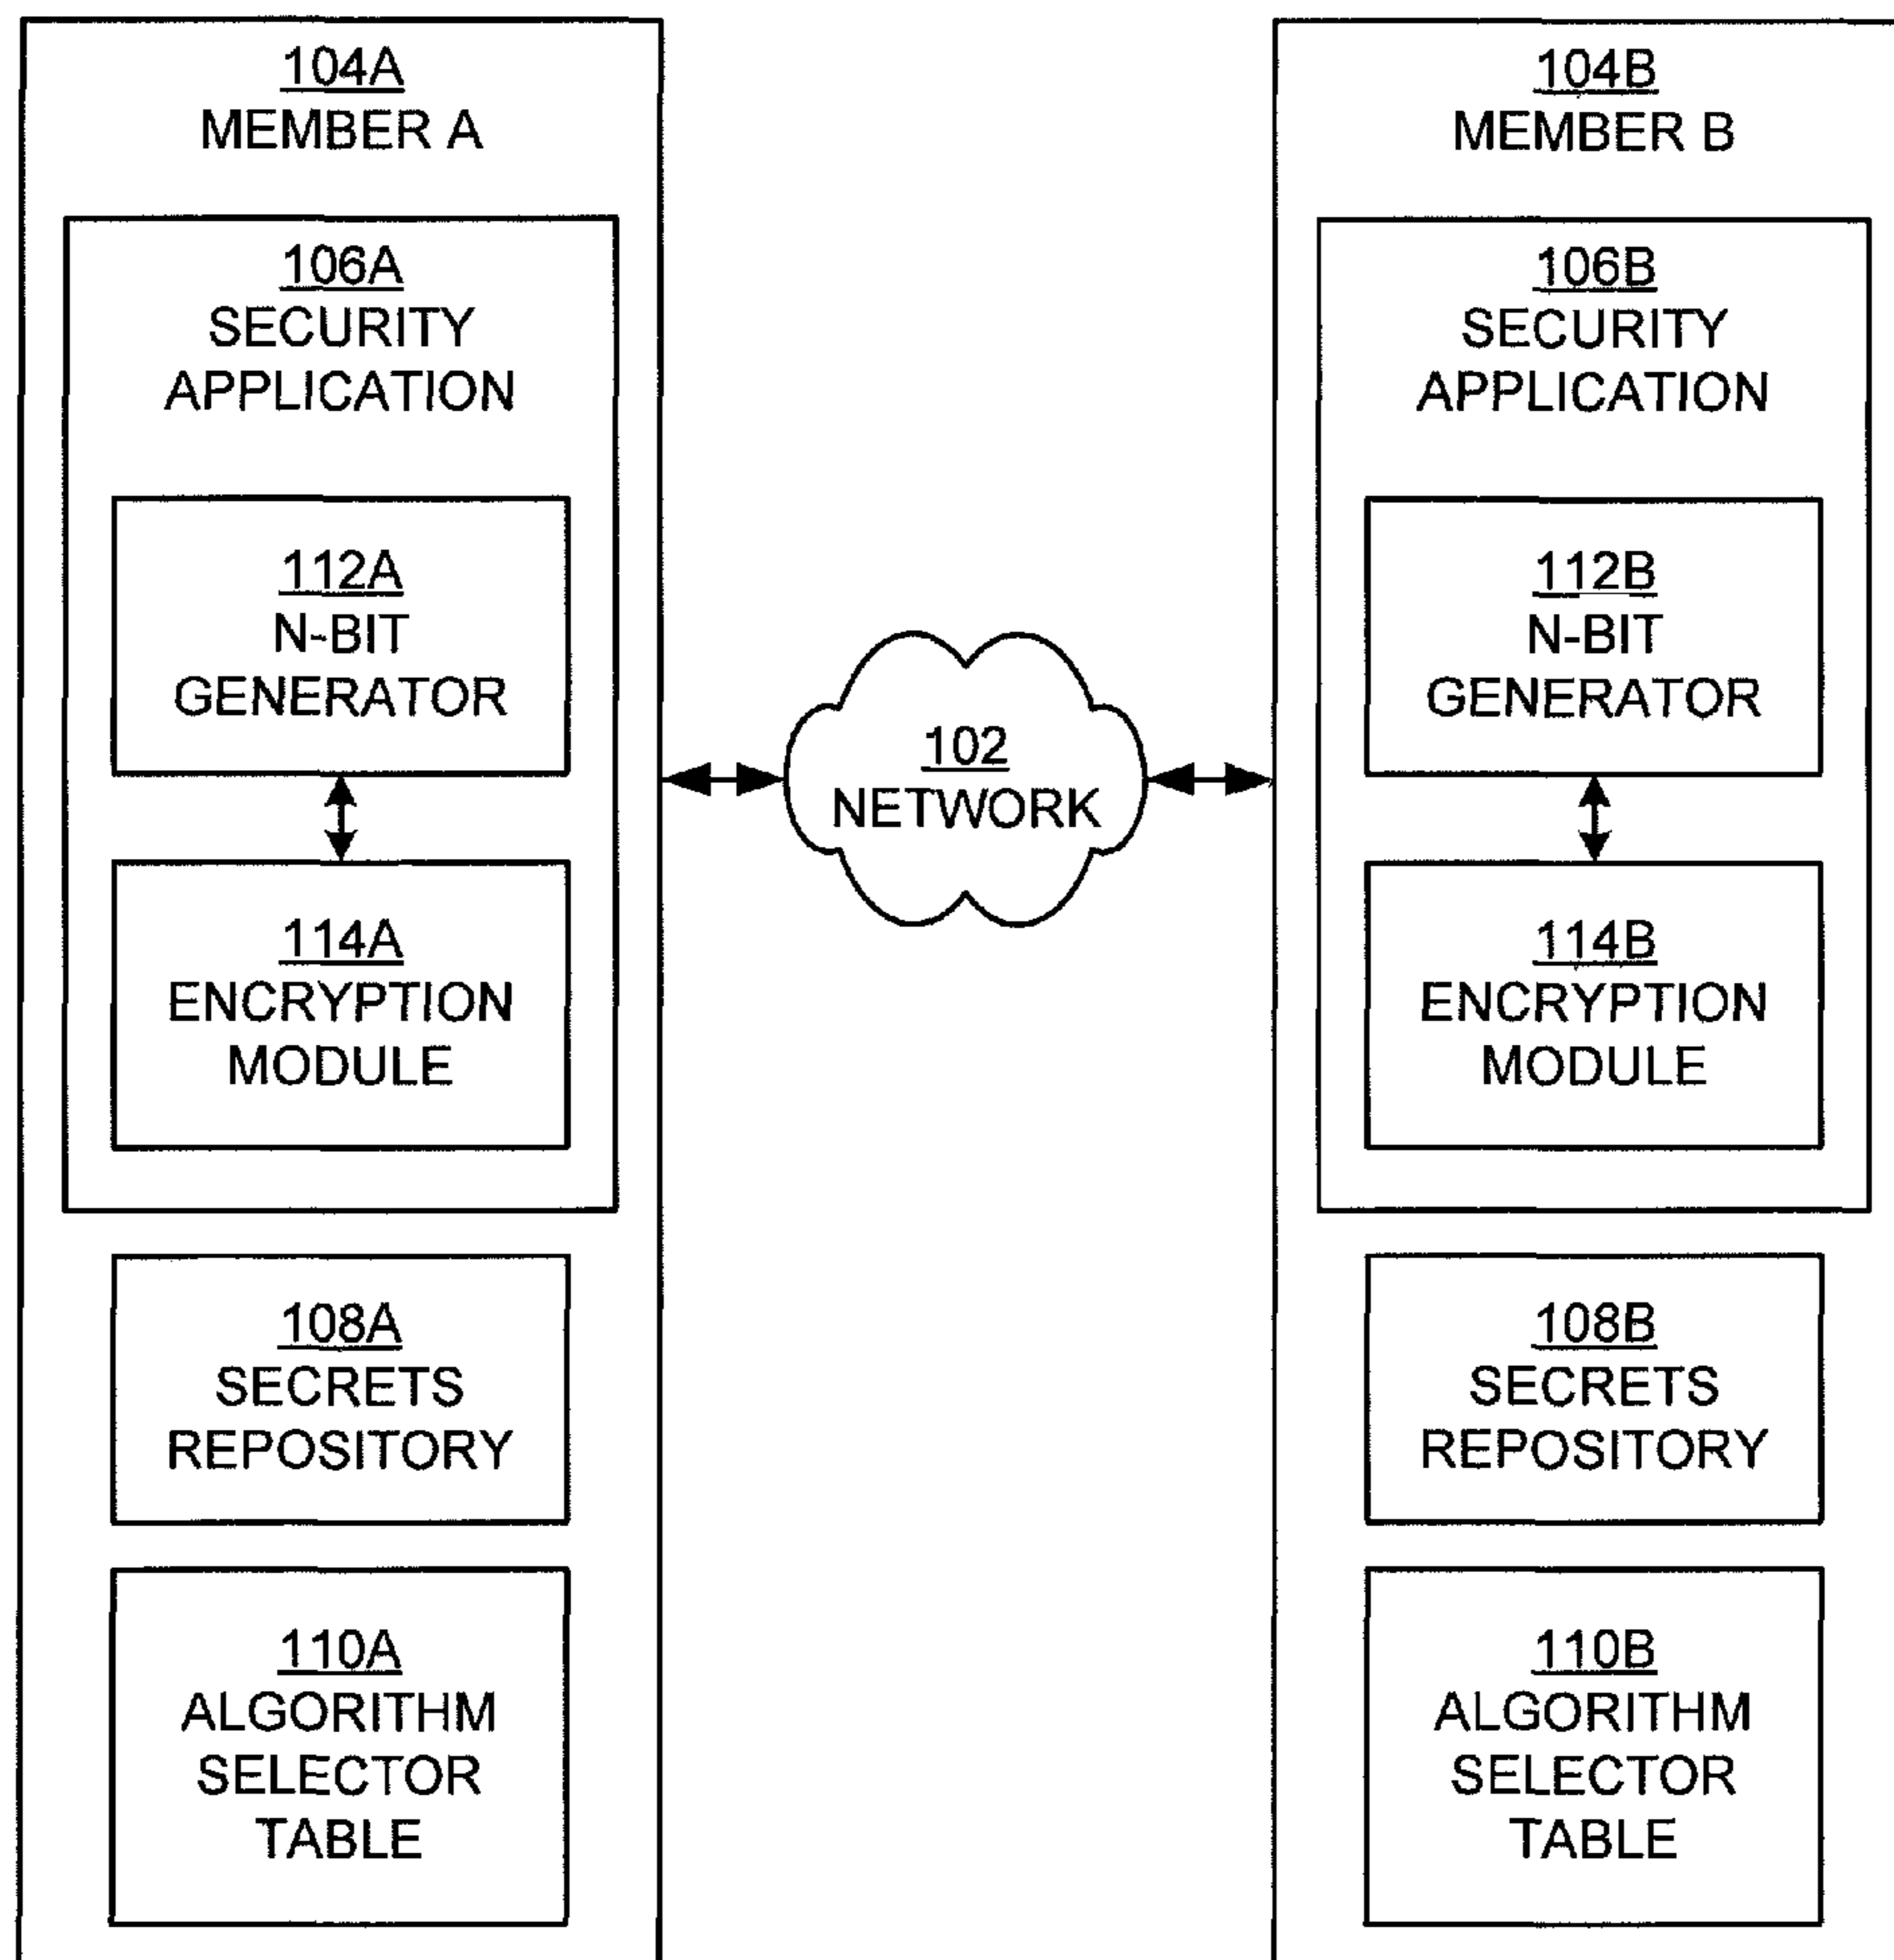 104A
MEMBER A
106A
SECURITY
APPLICATION
112A
N-BIT
GENERATOR
114A
ENCRYPTION
MODULE
108A
SECRETS
REPOSITORY
110A
ALGORITHM
SELECTOR
TABLE
102
NETWORK
104B
MEMBER B
106B
SECURITY
APPLICATION
112B
N-BIT
GENERATOR
114B
ENCRYPTION
MODULE
108B
SECRETS
REPOSITORY
110B
ALGORITHM
SELECTOR
TABLE